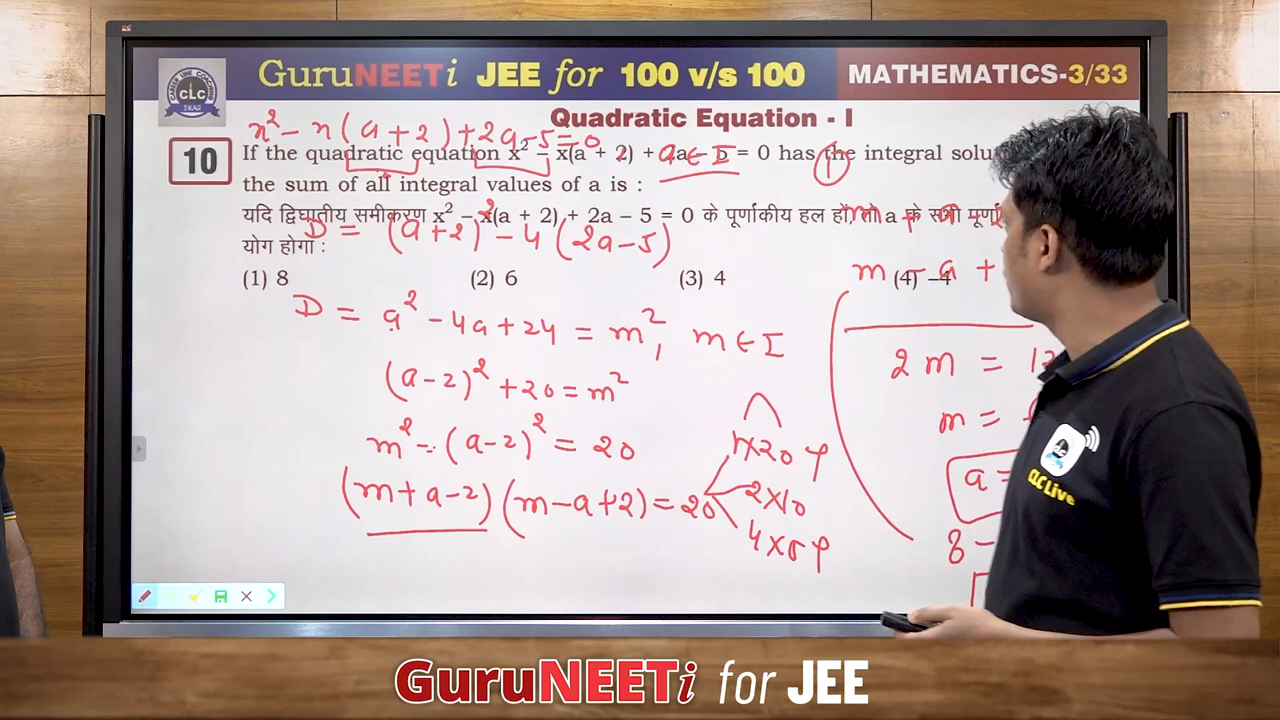 GuruNEETi JEE for 100 v/s 100
MATHEMATICS-3/33
CLC
SIKAR
Quadratic Equation - I
x² - x(a+2) + 2a-5 = 0
10
If the quadratic equation x² – x(a + 2) + 2a – 5 = 0 has the integral
a ∈ I
the sum of all integral values of a is :
यदि द्विघातीय समीकरण x² – x(a + 2) + 2a – 5 = 0 के पूर्णाकीय हल हो, तो a के सभी
योग होगा :
D = (a+2)² - 4(2a-5)
(1) 8 (2) 6 (3) 4 (4) –4
m + a -
m - a +
D = a² - 4a + 24 = m², m ∈ I
(a-2)² + 20 = m²
m² - (a-2)² = 20
(m+a-2)(m-a+2) = 20
1×20
2×10
4×5
2m = 12
m =
a =
8 -
CLC Live
GuruNEETi for JEE